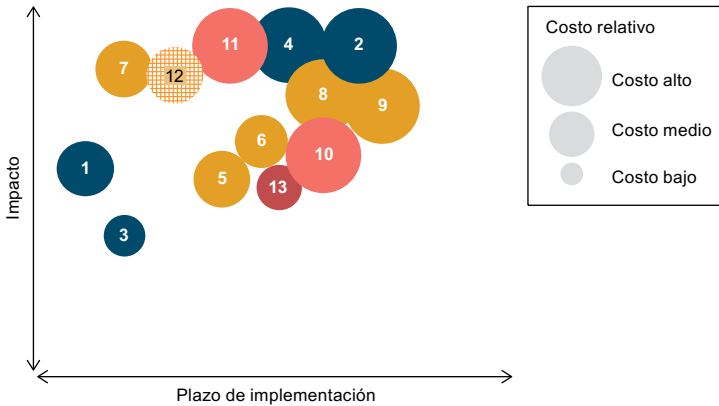 Impacto
11
4
2
7
12
8
9
6
10
1
5
13
3
Plazo de implementación
Costo relativo
Costo alto
Costo medio
Costo bajo